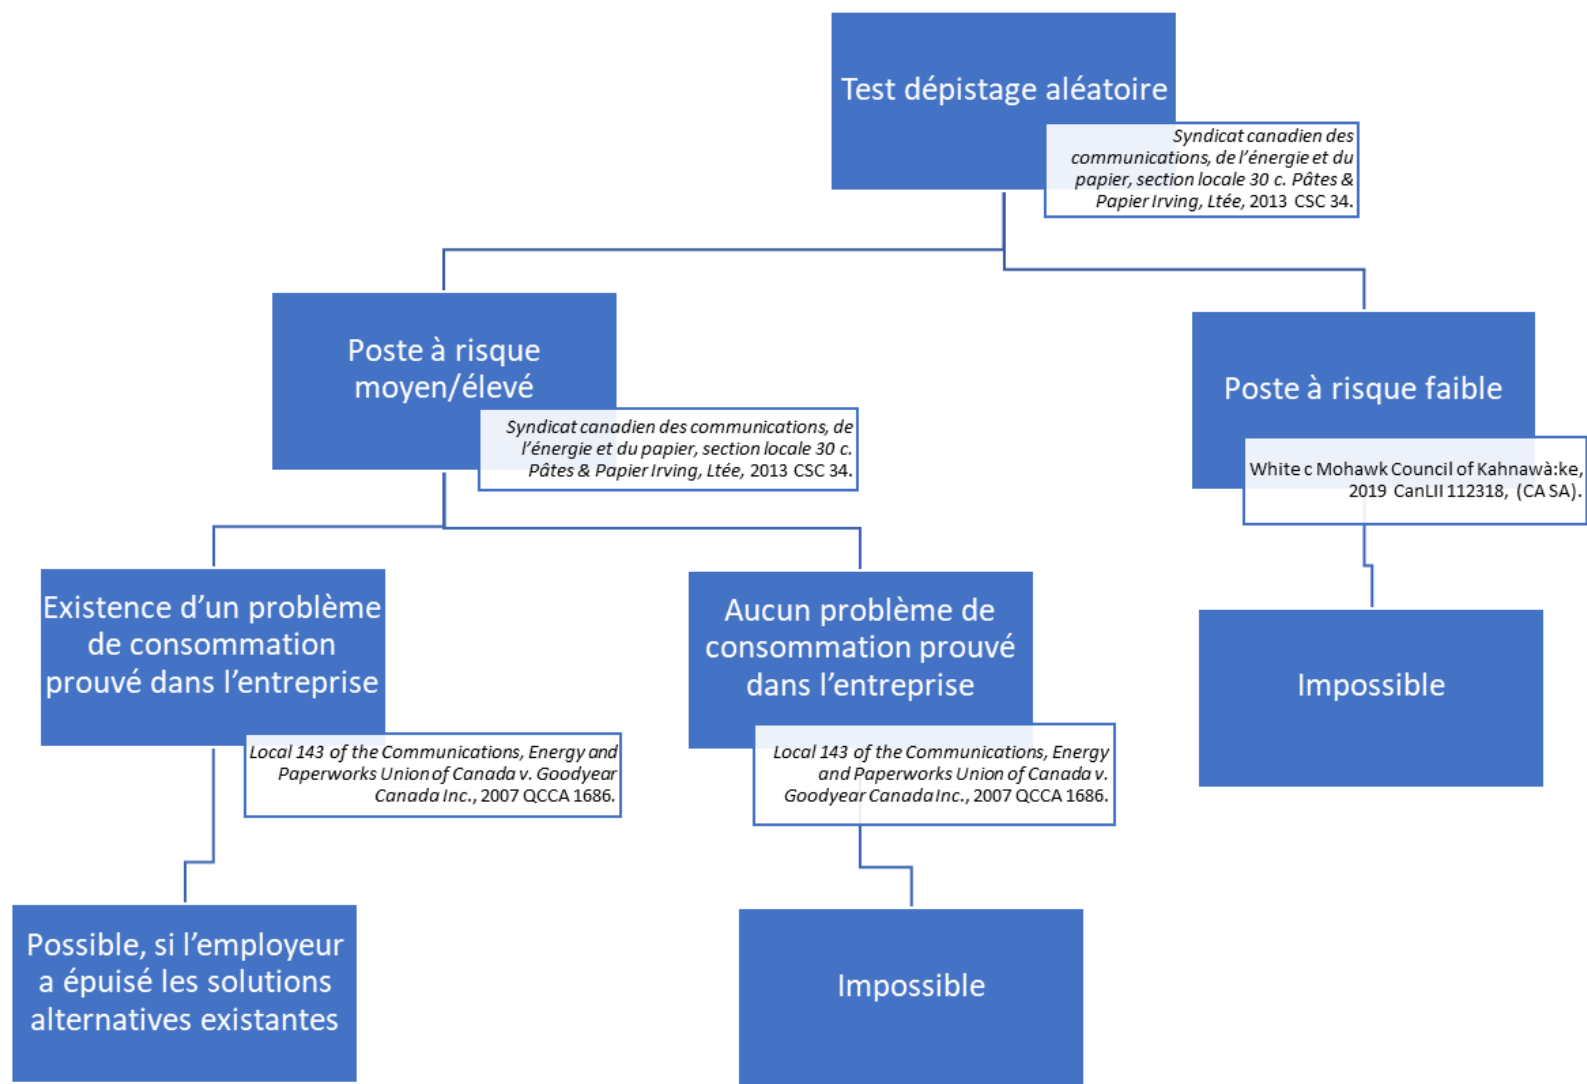 Test dépistage aléatoire
Syndicat canadien des
communications, de l'énergie et du
papier, section locale 30 c. Pâtes &
Papier Irving, Ltée, 2013 CSC 34.
Poste à risque
moyen/élevé
Syndicat canadien des communications, de
l'énergie et du papier, section locale 30 c.
Pâtes & Papier Irving, Ltée, 2013 CSC 34.
Poste à risque faible
White c Mohawk Council of Kahnawà:ke,
2019 CanLII 112318, (CA SA).
Existence d'un problème
de consommation
prouvé dans l'entreprise
Local 143 of the Communications, Energy and
Paperworks Union of Canada v. Goodyear
Canada Inc., 2007 QCCA 1686.
Aucun problème de
consommation prouvé
dans l'entreprise
Local 143 of the Communications, Energy
and Paperworks Union of Canada v.
Goodyear Canada Inc., 2007 QCCA 1686.
Impossible
Possible, si l'employeur
a épuisé les solutions
alternatives existantes
Impossible